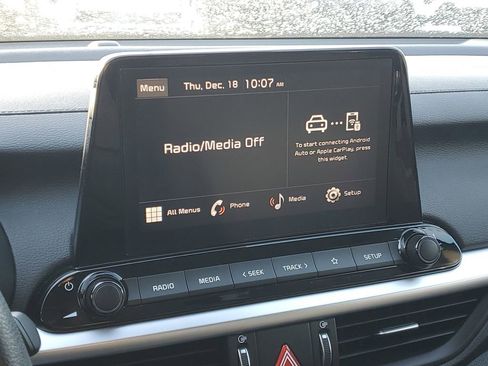 Menu Thu, Dec. 18 10:07 AM
Radio/Media Off
To start connecting Android
Auto or Apple CarPlay, press
this widget.
All Menus Phone Media Setup
RADIO MEDIA < SEEK TRACK > SETUP